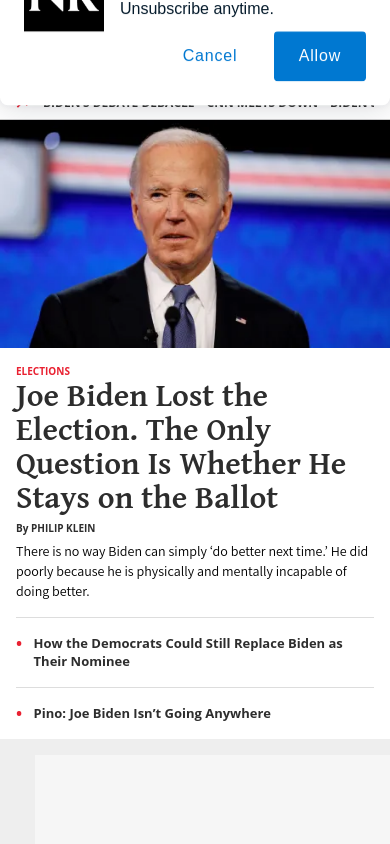 NR
Unsubscribe anytime.
Cancel
Allow
BIDEN'S DEBATE DEBACLE
CNN MELTS DOWN
ELECTIONS
Joe Biden Lost the
Election. The Only
Question Is Whether He
Stays on the Ballot
By PHILIP KLEIN
There is no way Biden can simply ‘do better next time.’ He did
poorly because he is physically and mentally incapable of
doing better.
• How the Democrats Could Still Replace Biden as
Their Nominee
• Pino: Joe Biden Isn’t Going Anywhere